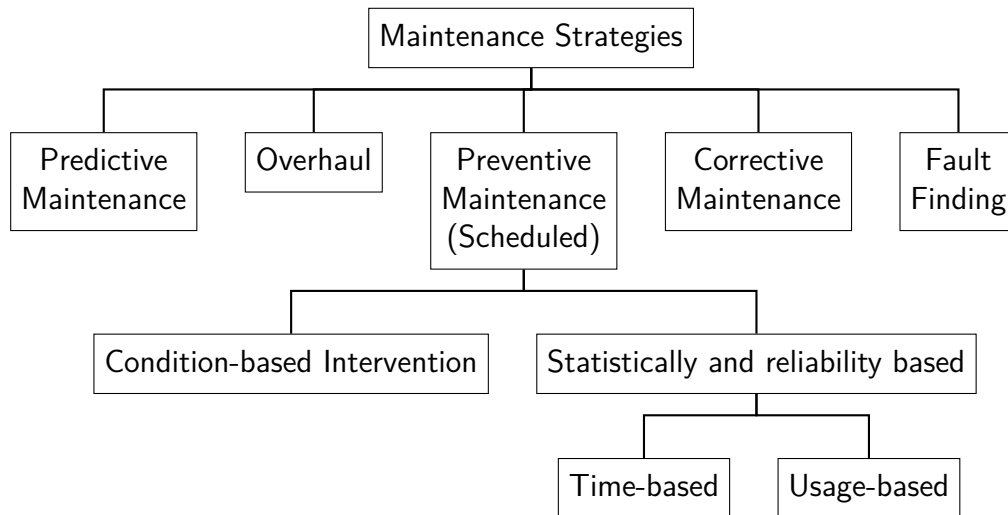 Maintenance Strategies
Predictive
Maintenance
Overhaul
Preventive
Maintenance
(Scheduled)
Corrective
Maintenance
Fault
Finding
Condition-based Intervention
Statistically and reliability based
Time-based
Usage-based